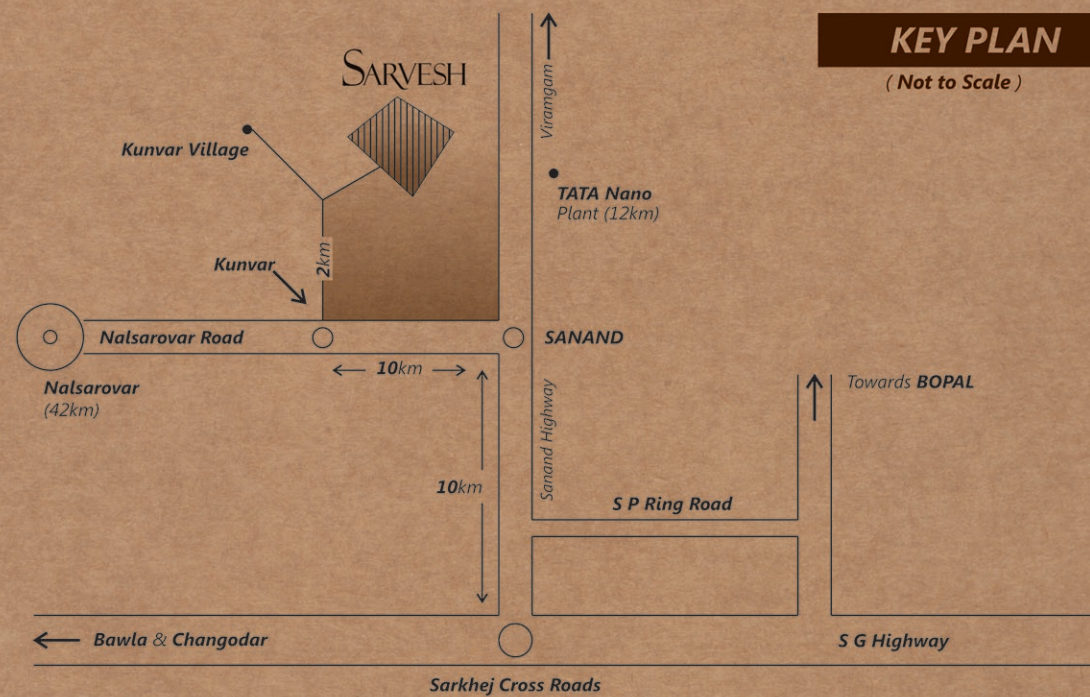 KEY PLAN
( Not to Scale )
SARVESH
Viramgam
Kunvar Village
TATA Nano
Plant (12km)
2km
Kunvar
Nalsarovar Road
SANAND
10km
Nalsarovar
(42km)
Towards BOPAL
Sanand Highway
10km
S P Ring Road
Bawla & Changodar
S G Highway
Sarkhej Cross Roads